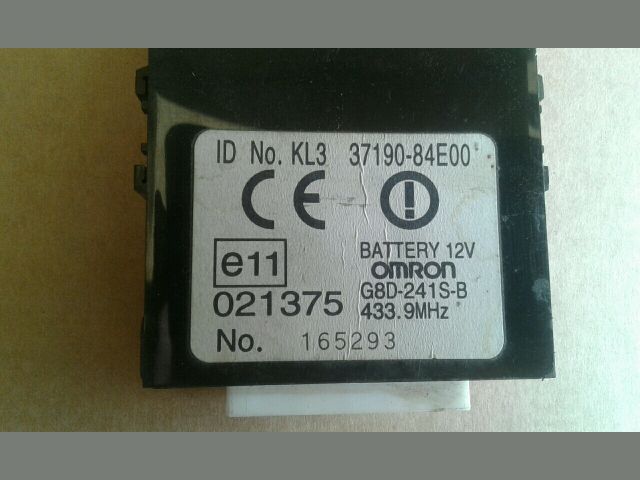 ID No. KL3 37190-84E00
CE
e11
BATTERY 12V
OMRON
021375
G8D-241S-B
433.9MHz
No. 165293